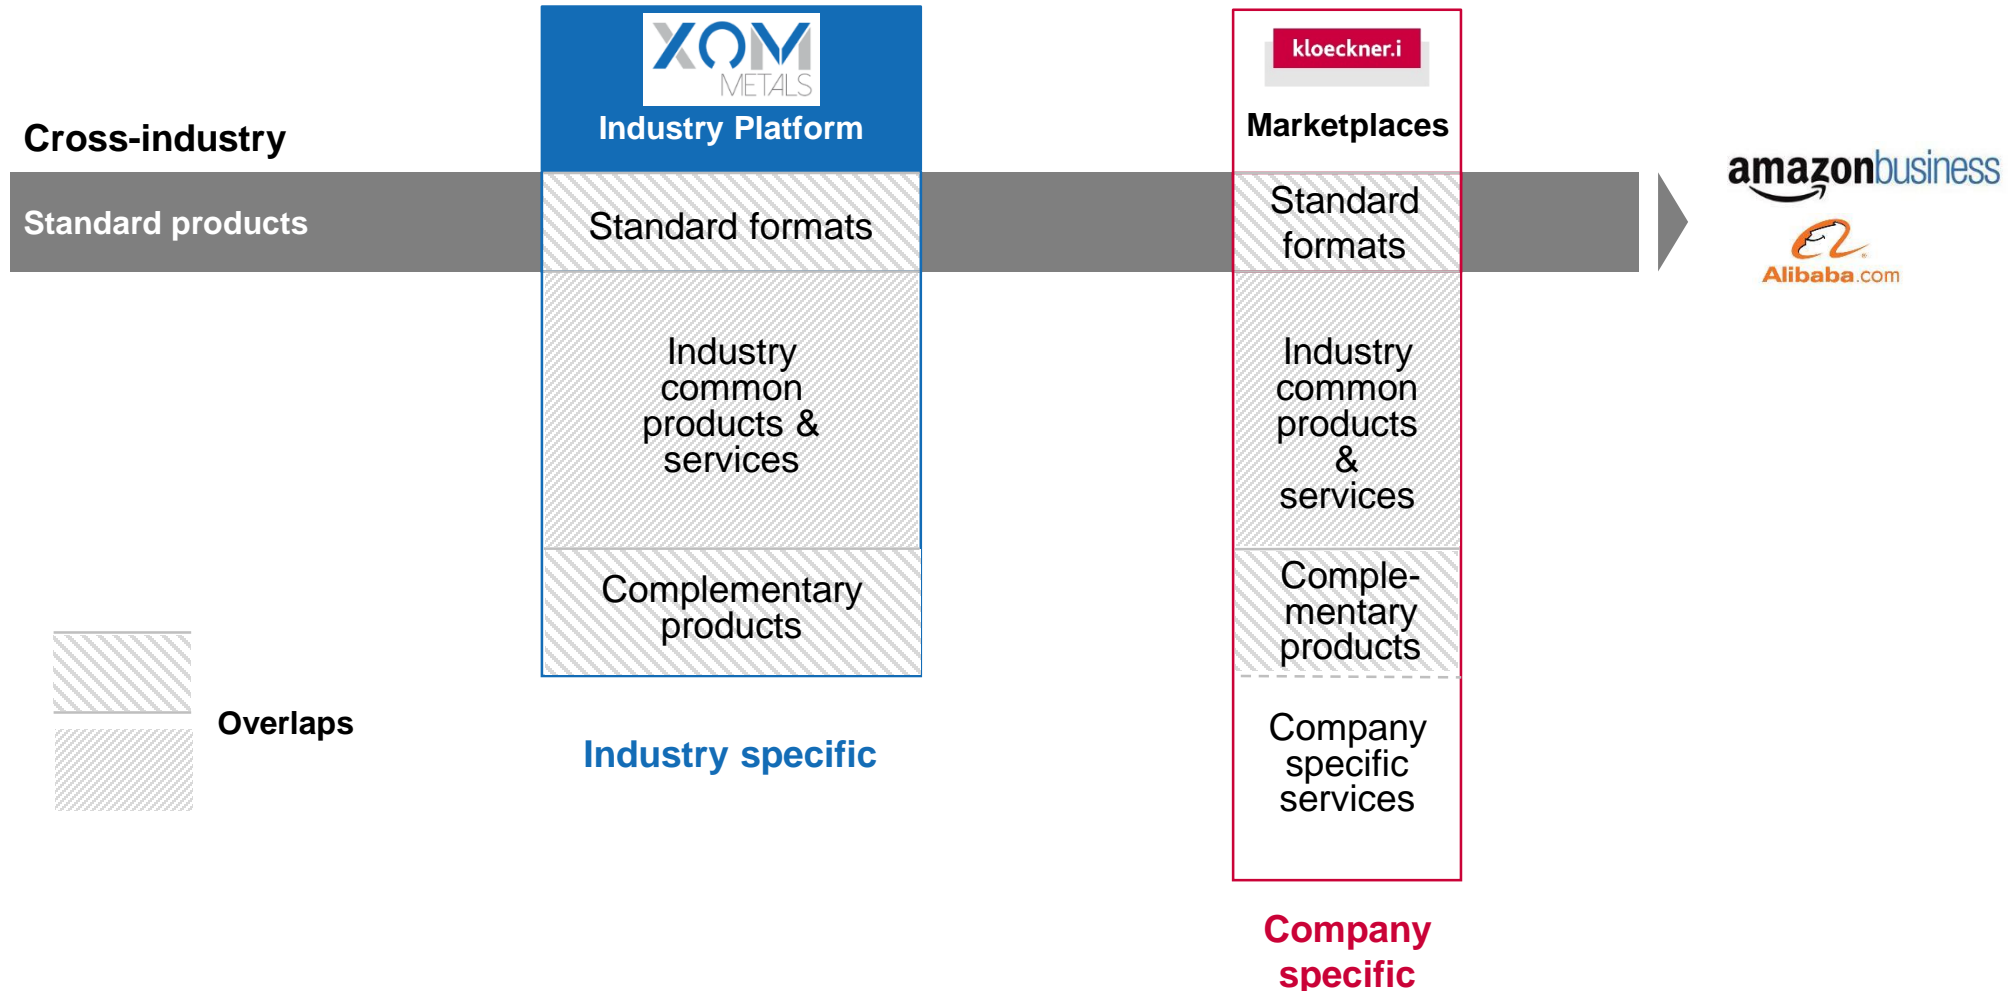 XOM
METALS
Industry Platform
kloeckner.i
Marketplaces
Cross-industry
Standard products
Standard formats
Standard
formats
amazonbusiness
Alibaba.com
Industry
common
products &
services
Industry
common
products
&
services
Complementary
products
Comple-
mentary
products
Overlaps
Industry specific
Company
specific
services
Company
specific